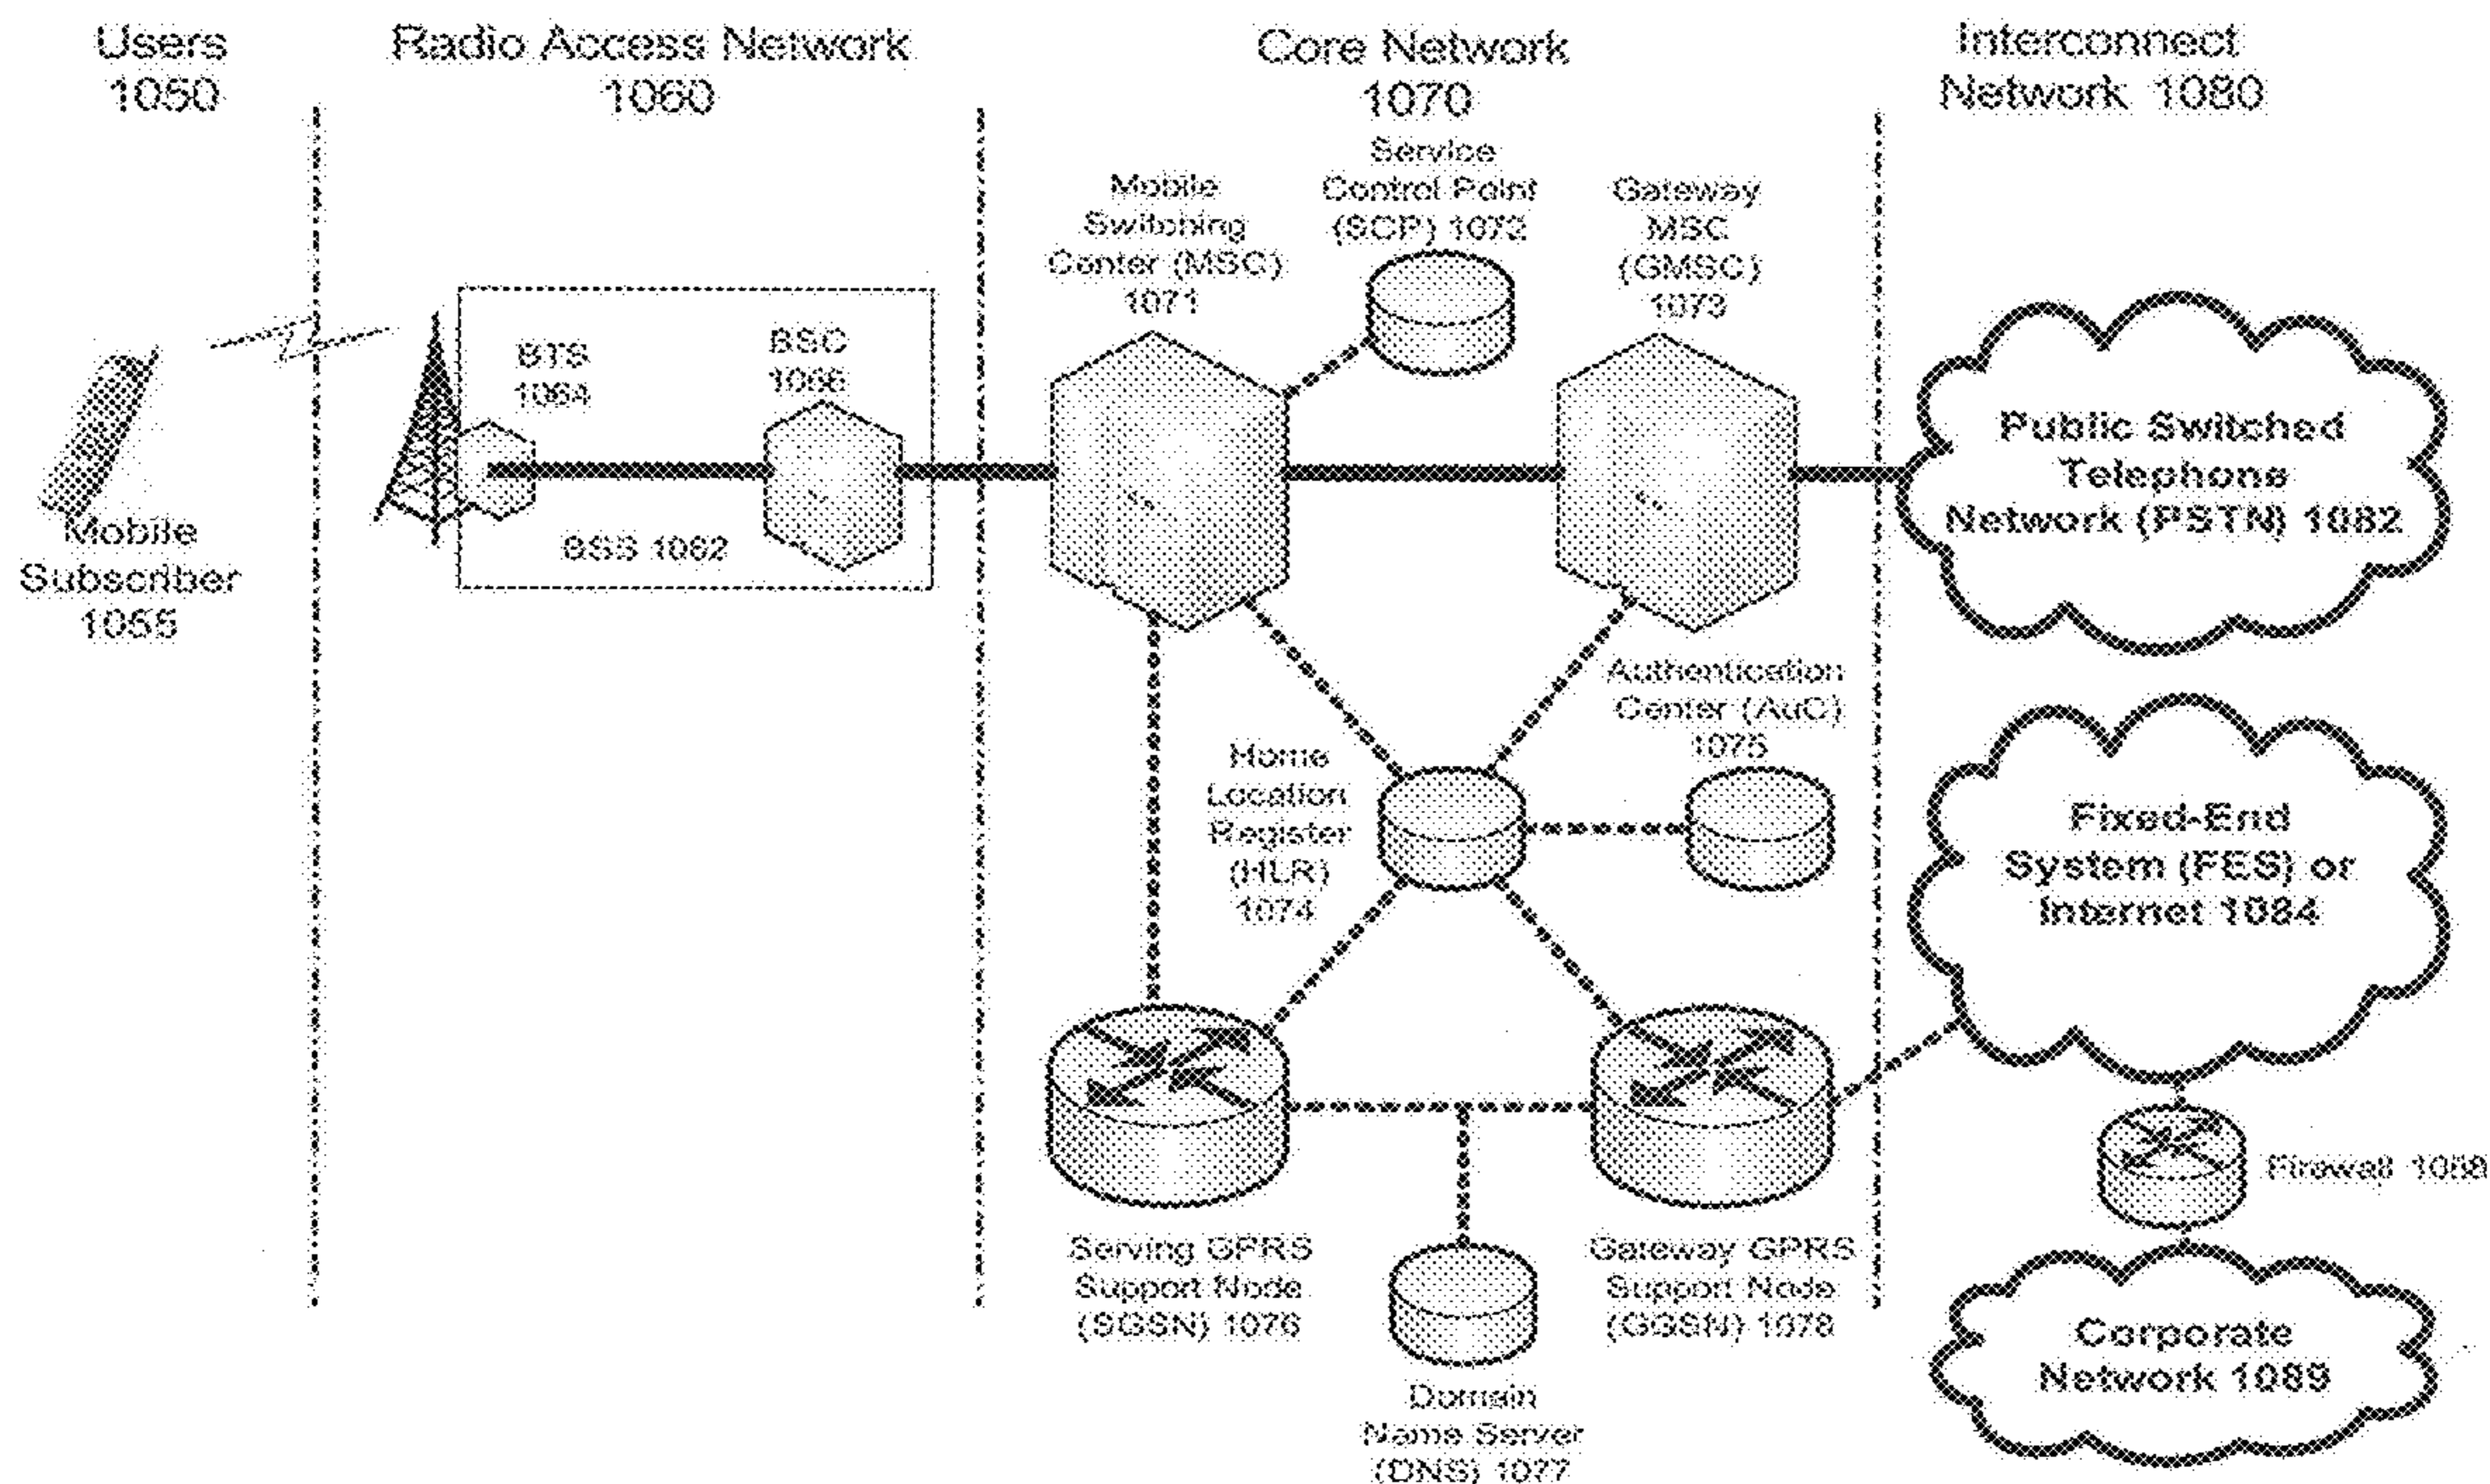 Users
1050
Radio Access Network
1060
Core Network
1070
Interconnect
Network 1080
Mobile
Subscriber
1055
BTS
1064
BSC
1066
BSS 1062
Mobile
Switching
Center (MSC)
1071
Service
Control Point
(SCP) 1072
Gateway
MSC
(GMSC)
1073
Public Switched
Telephone
Network (PSTN) 1082
Authentication
Center (AuC)
1075
Home
Location
Register
(HLR)
1074
Fixed-End
System (FES) or
Internet 1084
Firewall 1088
Serving GPRS
Support Node
(SGSN) 1076
Gateway GPRS
Support Node
(GGSN) 1078
Corporate
Network 1089
Domain
Name Server
(DNS) 1077